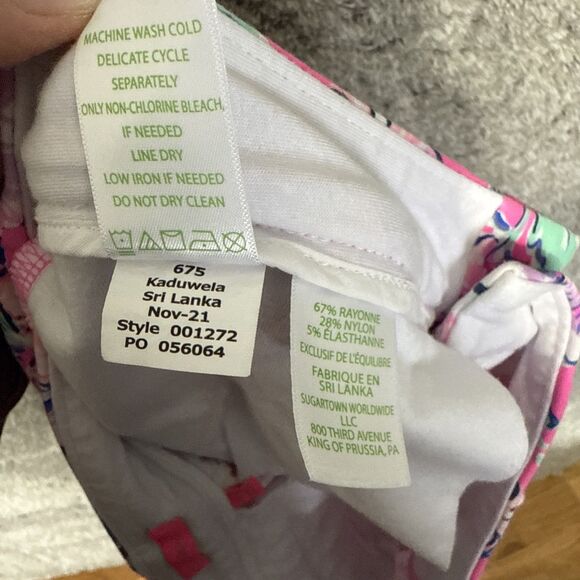 MACHINE WASH COLD
DELICATE CYCLE
SEPARATELY
ONLY NON-CHLORINE BLEACH,
IF NEEDED
LINE DRY
LOW IRON IF NEEDED
DO NOT DRY CLEAN
675
Kaduwela
Sri Lanka
Nov-21
Style 001272
PO 056064
67% RAYONNE
28% NYLON
5% ÉLASTHANNE
EXCLUSIF DE L'ÉQUILIBRE
FABRIQUE EN
SRI LANKA
SUGARTOWN WORLDWIDE
LLC
800 THIRD AVENUE
KING OF PRUSSIA, PA